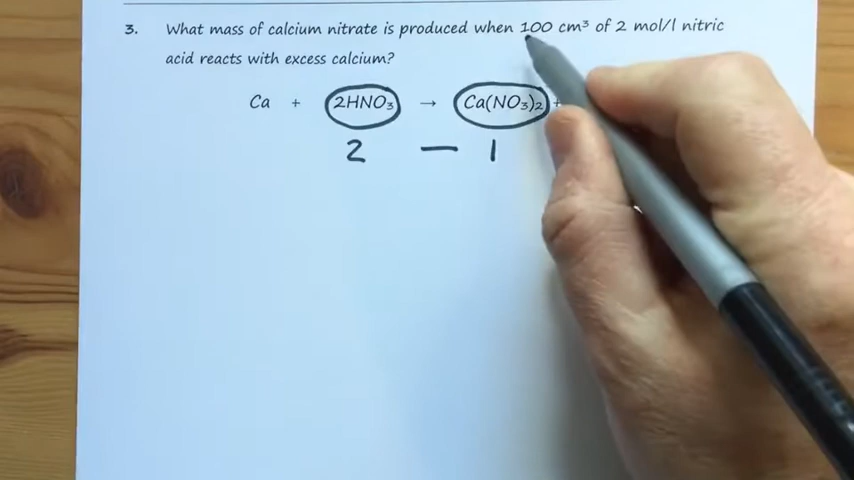 3. What mass of calcium nitrate is produced when 100 cm³ of 2 mol/l nitric
acid reacts with excess calcium?
Ca + 2HNO₃ → Ca(NO₃)₂ +
2 — 1